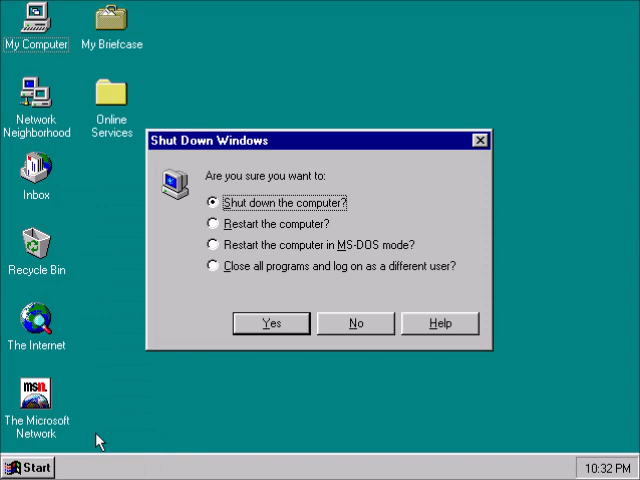 My Computer
My Briefcase
Network
Neighborhood
Online
Services
Inbox
Recycle Bin
The Internet
msn.
The Microsoft
Network
Shut Down Windows
Are you sure you want to:
Shut down the computer?
Restart the computer?
Restart the computer in MS-DOS mode?
Close all programs and log on as a different user?
Yes
No
Help
Start
10:32 PM